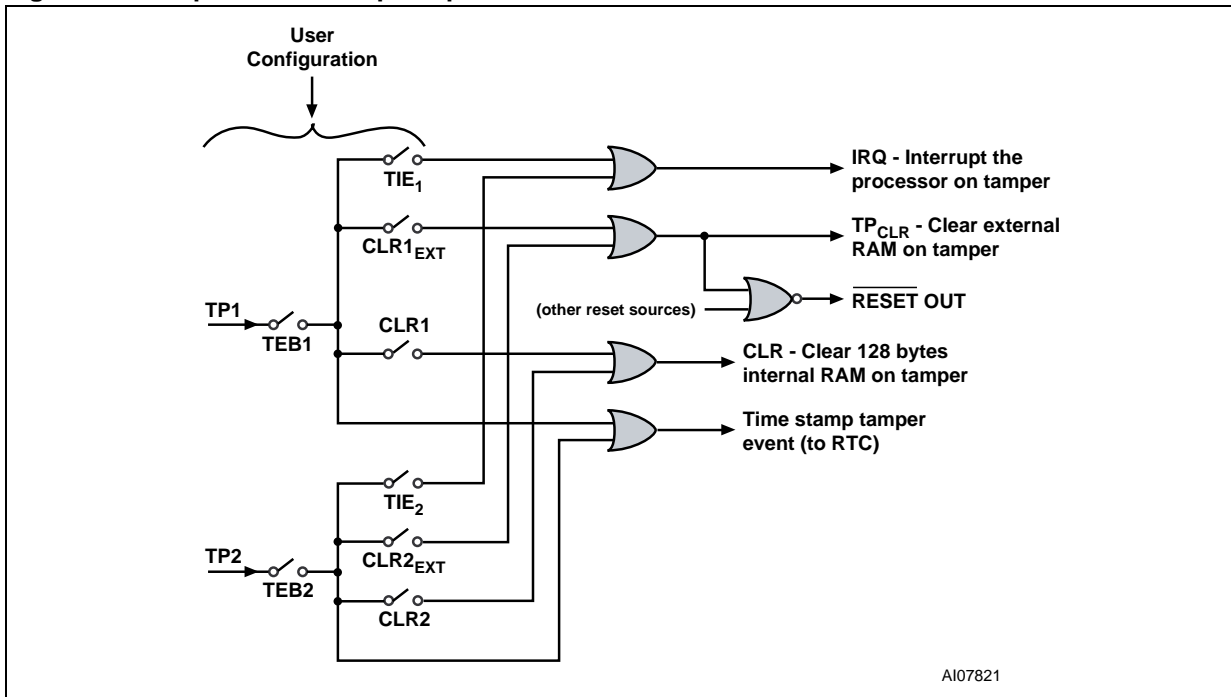 User
Configuration
TIE1
IRQ - Interrupt the
processor on tamper
CLR1EXT
TPCLR - Clear external
RAM on tamper
(other reset sources)
RESET OUT
TP1
TEB1
CLR1
CLR - Clear 128 bytes
internal RAM on tamper
Time stamp tamper
event (to RTC)
TIE2
TP2
TEB2
CLR2EXT
CLR2
AI07821